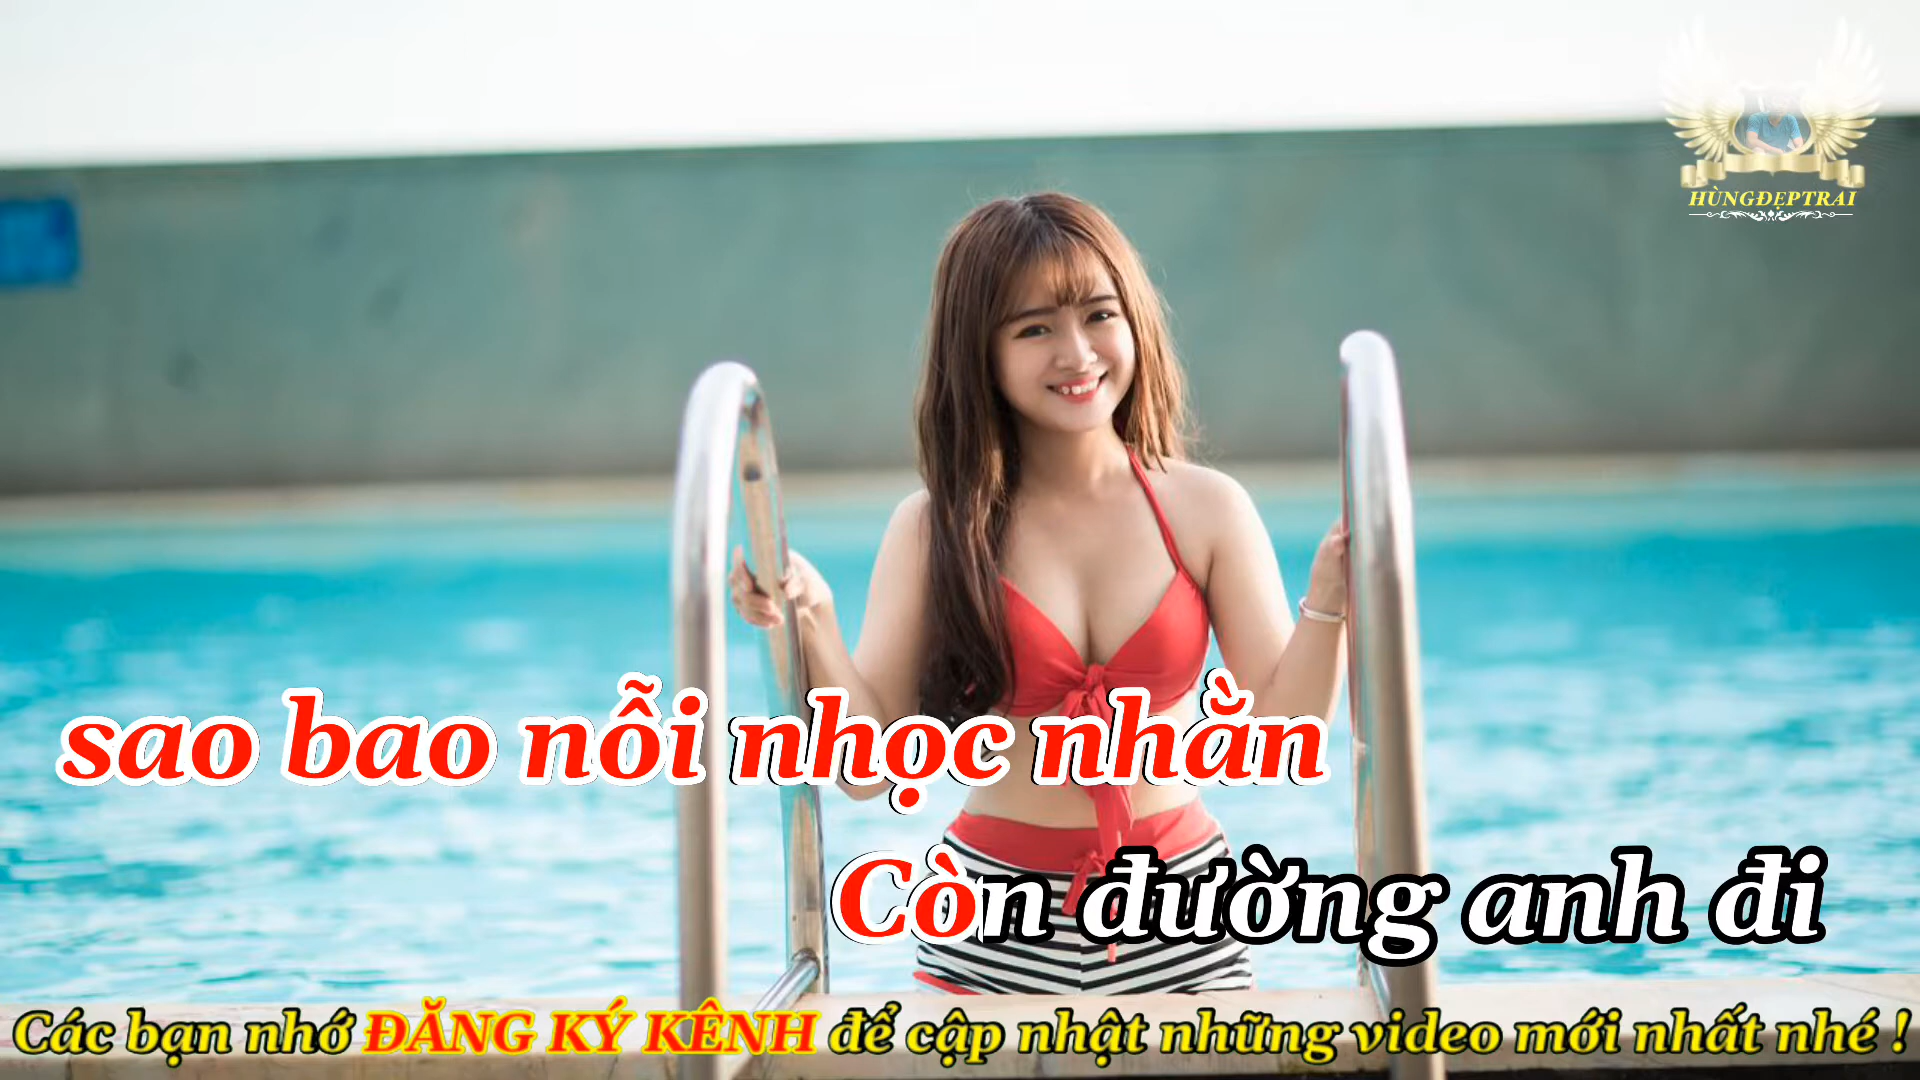 HÙNGĐẸPTRAI
sao bao nỗi nhọc nhằn
Còn đường anh đi
Các bạn nhớ ĐĂNG KÝ KÊNH để cập nhật những video mới nhất nhé !